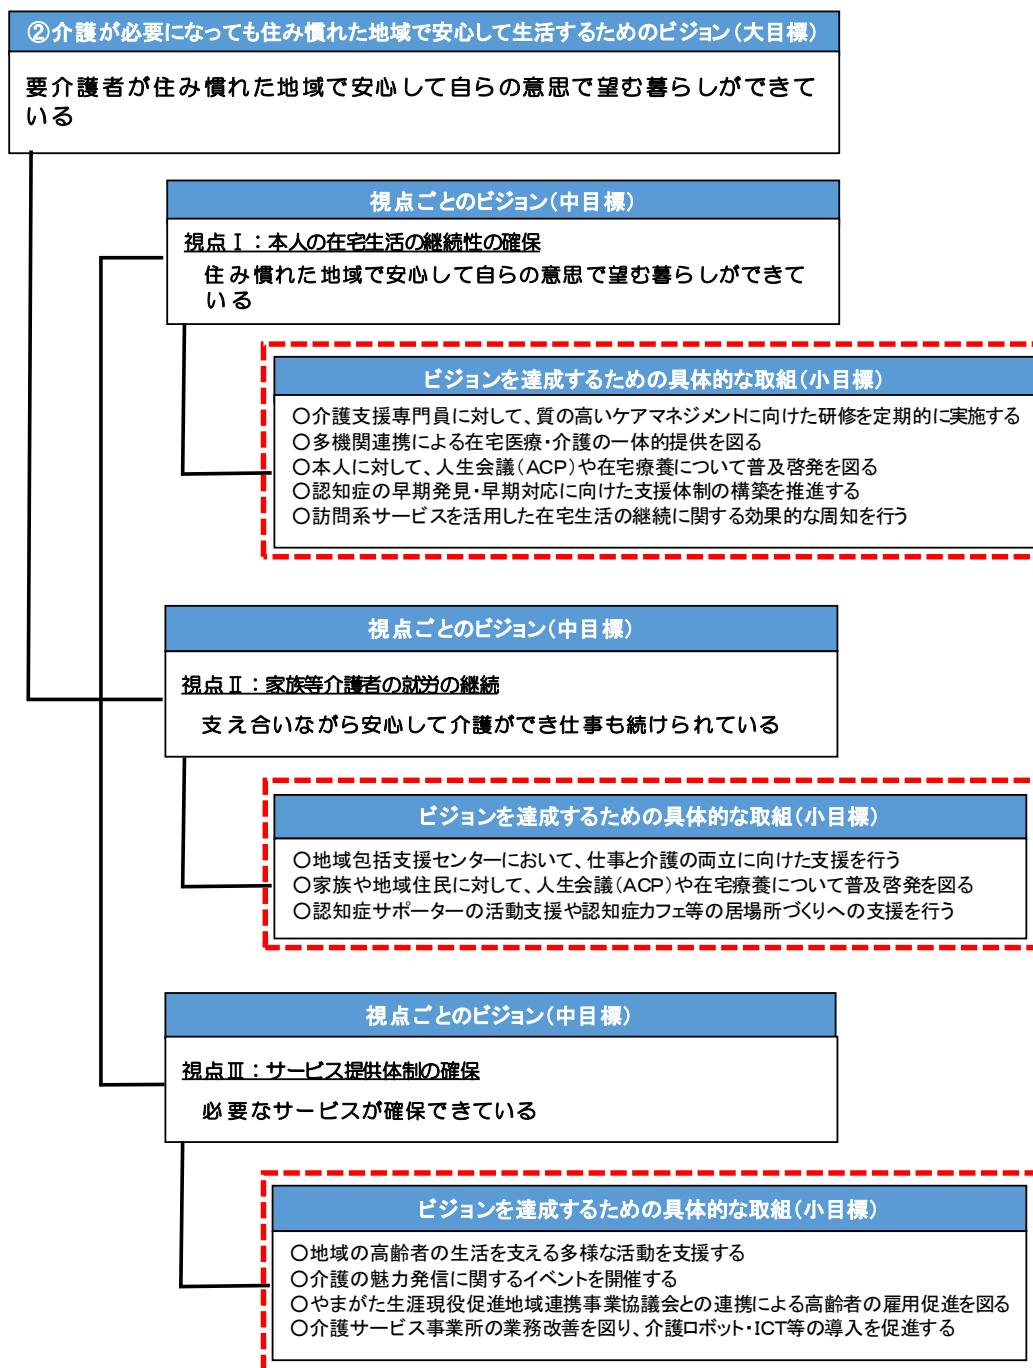 ②介護が必要になっても住み慣れた地域で安心して生活するためのビジョン(大目標)
要介護者が住み慣れた地域で安心して自らの意思で望む暮らしができて
いる
視点ごとのビジョン(中目標)
視点Ⅰ:本人の在宅生活の継続性の確保
住み慣れた地域で安心して自らの意思で望む暮らしができて
いる
ビジョンを達成するための具体的な取組(小目標)
○介護支援専門員に対して、質の高いケアマネジメントに向けた研修を定期的に実施する
○多機関連携による在宅医療・介護の一体的提供を図る
○本人に対して、人生会議(ACP)や在宅療養について普及啓発を図る
○認知症の早期発見・早期対応に向けた支援体制の構築を推進する
○訪問系サービスを活用した在宅生活の継続に関する効果的な周知を行う
視点ごとのビジョン(中目標)
視点Ⅱ:家族等介護者の就労の継続
支え合いながら安心して介護ができ仕事も続けられている
ビジョンを達成するための具体的な取組(小目標)
○地域包括支援センターにおいて、仕事と介護の両立に向けた支援を行う
○家族や地域住民に対して、人生会議(ACP)や在宅療養について普及啓発を図る
○認知症サポーターの活動支援や認知症カフェ等の居場所づくりへの支援を行う
視点ごとのビジョン(中目標)
視点Ⅲ:サービス提供体制の確保
必要なサービスが確保できている
ビジョンを達成するための具体的な取組(小目標)
○地域の高齢者の生活を支える多様な活動を支援する
○介護の魅力発信に関するイベントを開催する
○やまがた生涯現役促進地域連携事業協議会との連携による高齢者の雇用促進を図る
○介護サービス事業所の業務改善を図り、介護ロボット・ICT等の導入を促進する